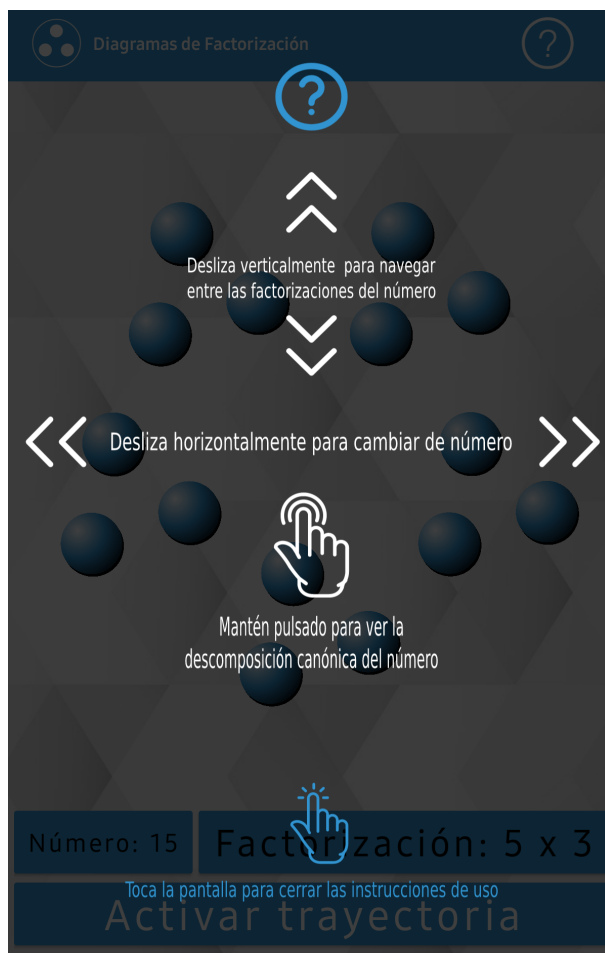 Diagramas de Factorización
?
?
Desliza verticalmente para navegar
entre las factorizaciones del número
Desliza horizontalmente para cambiar de número
Mantén pulsado para ver la
descomposición canónica del número
Número: 15
Factorización: 5 x 3
Toca la pantalla para cerrar las instrucciones de uso
Activar trayectoria